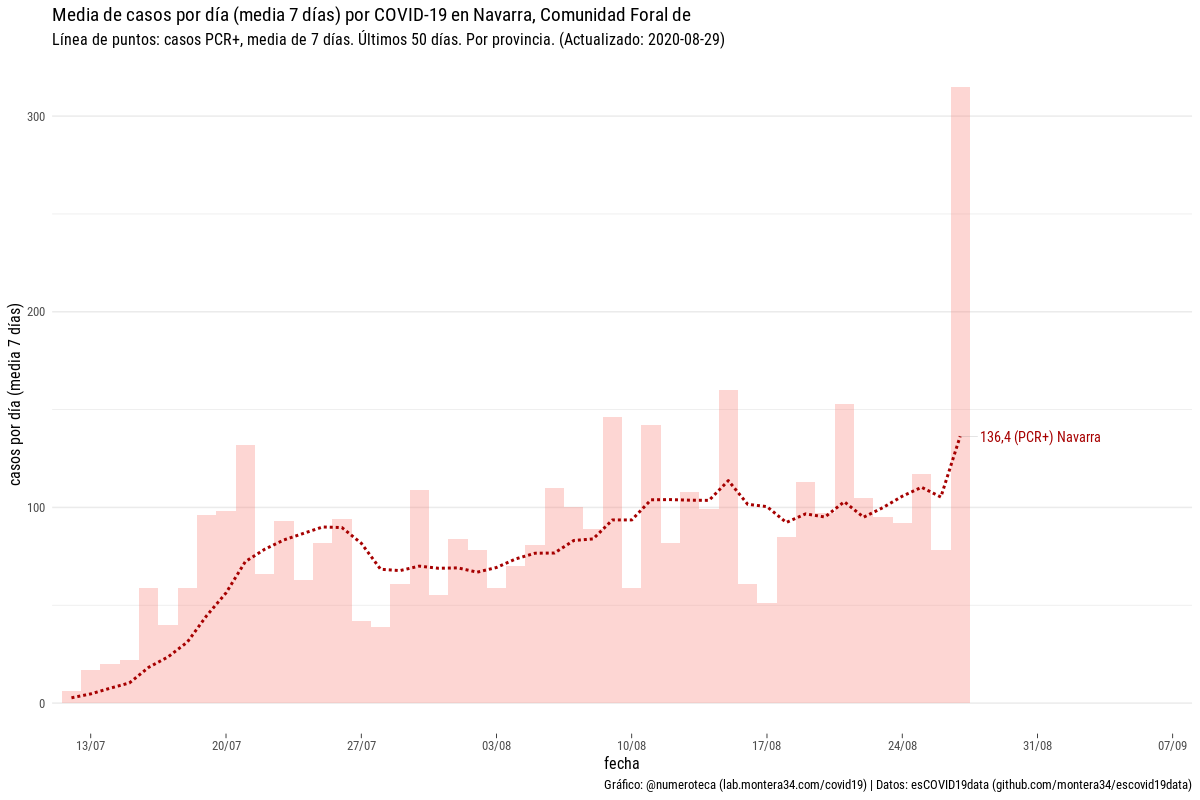 Media de casos por día (media 7 días) por COVID-19 en Navarra, Comunidad Foral de
Línea de puntos: casos PCR+, media de 7 días. Últimos 50 días. Por provincia. (Actualizado: 2020-08-29)
casos por día (media 7 días)
300
200
100
0
136,4 (PCR+) Navarra
13/07
20/07
27/07
03/08
10/08
17/08
24/08
31/08
07/09
fecha
Gráfico: @numeroteca (lab.montera34.com/covid19) | Datos: esCOVID19data (github.com/montera34/escovid19data)